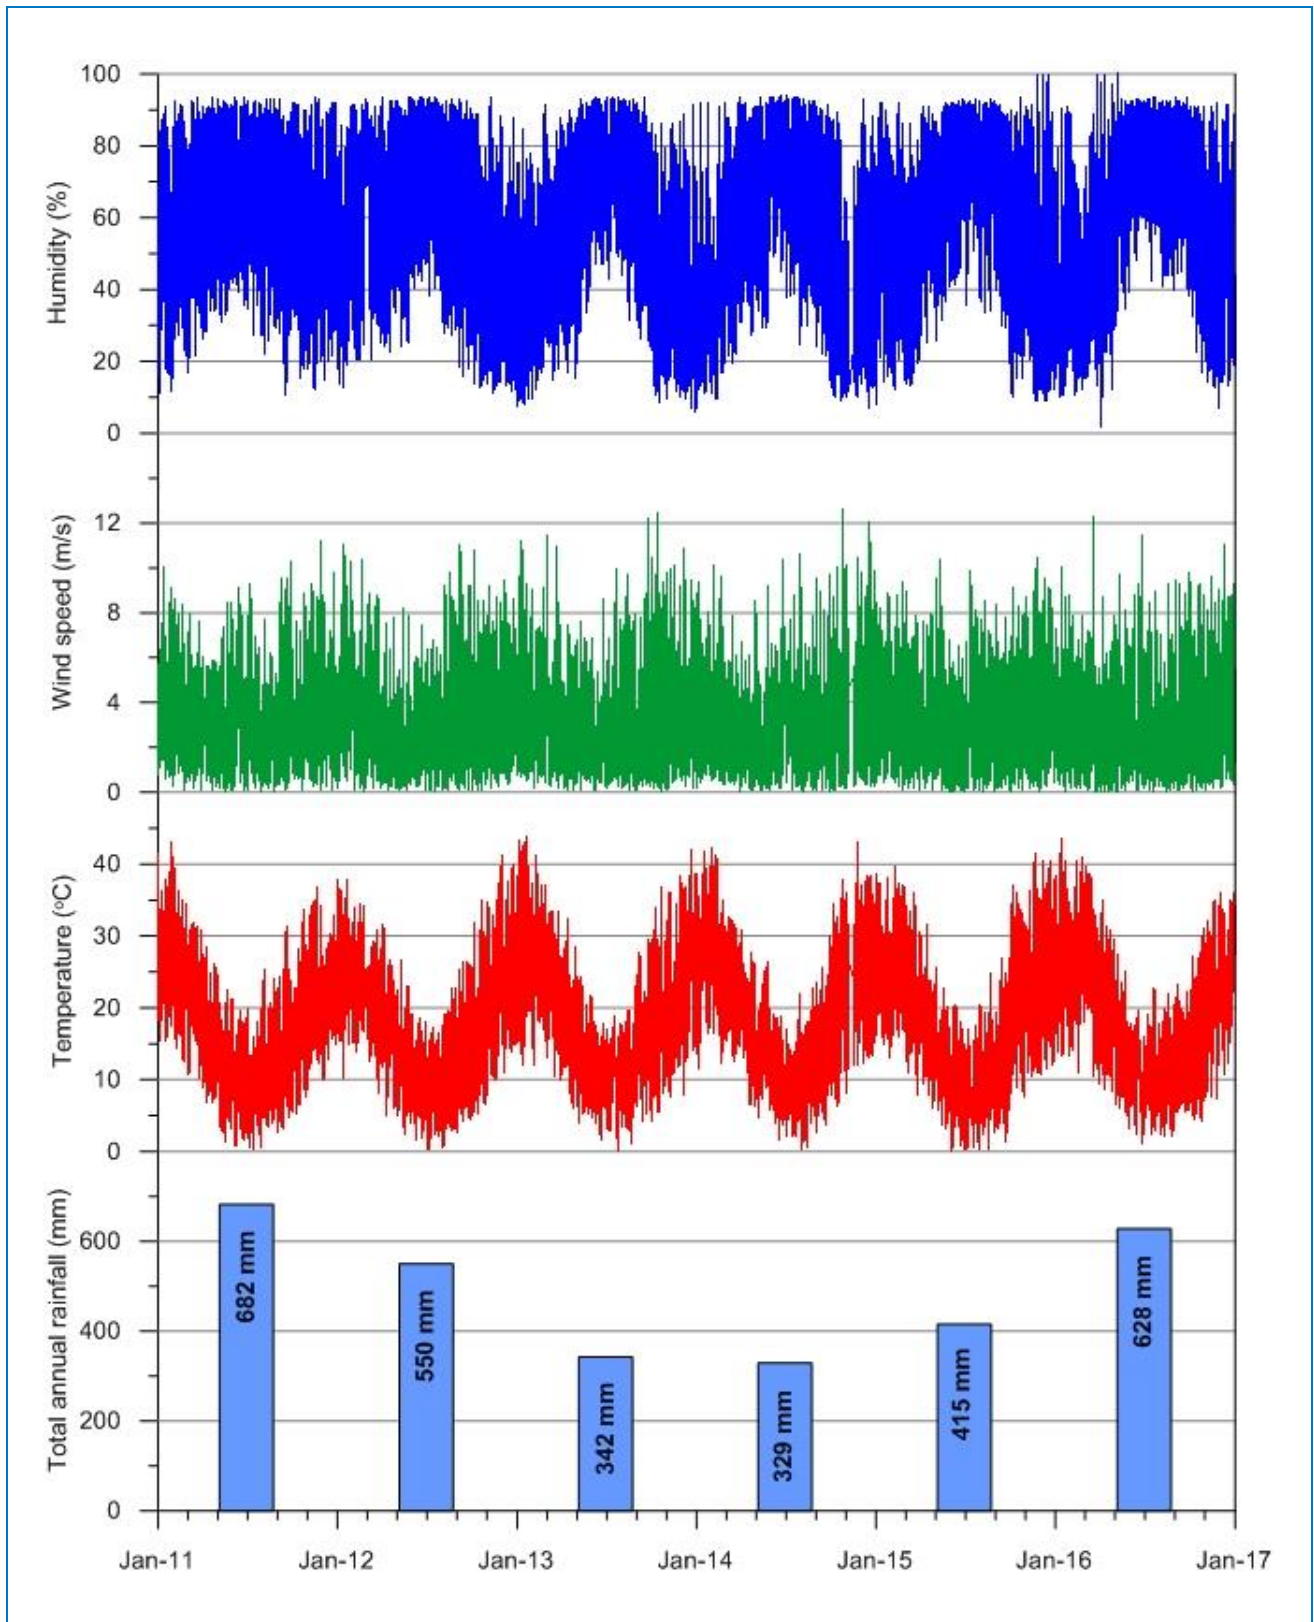 Humidity (%)
100
80
60
40
20
0
Wind speed (m/s)
12
8
4
0
Temperature (°C)
40
30
20
10
0
Total annual rainfall (mm)
600
400
200
0
682 mm
550 mm
342 mm
329 mm
415 mm
628 mm
Jan-11 Jan-12 Jan-13 Jan-14 Jan-15 Jan-16 Jan-17